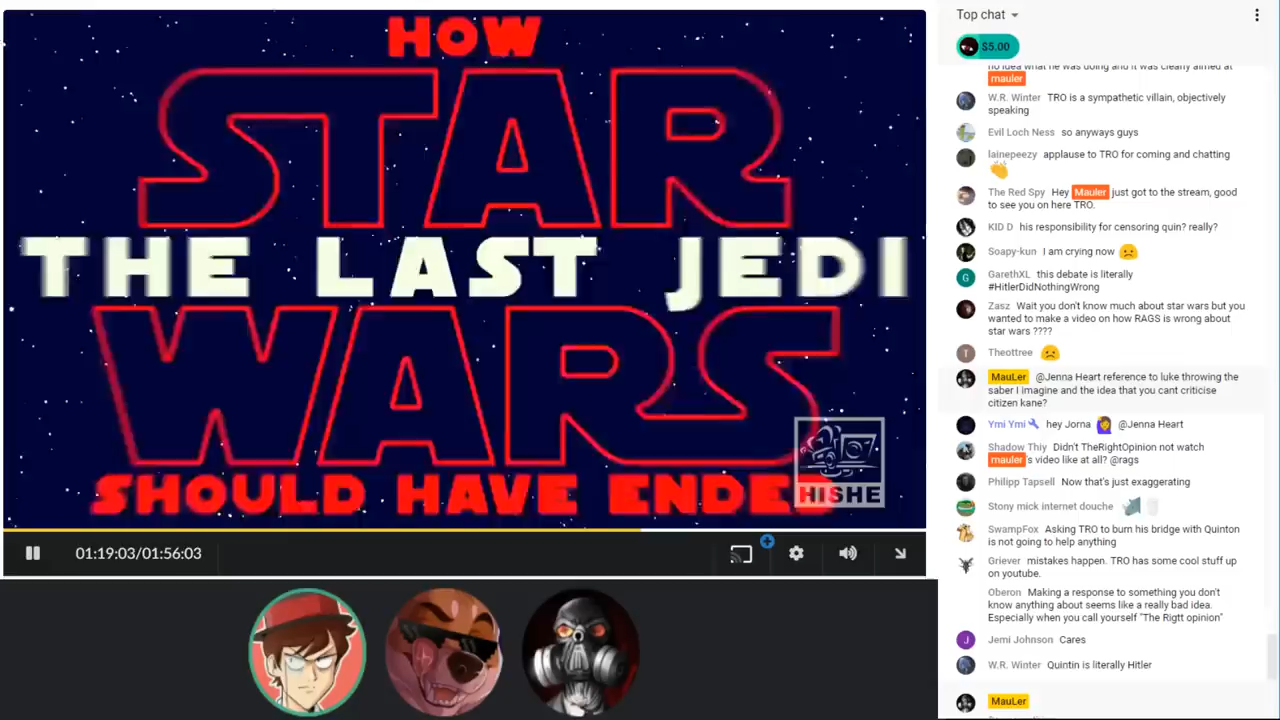 HOW
STAR
THE LAST JEDI
WARS
SHOULD HAVE ENDED
HISHE
01:19:03/01:56:03
Top chat
$5.00
no idea what he was doing and it was clearly aimed at
mauler
W.R. Winter TRO is a sympathetic villain, objectively
speaking
Evil Loch Ness so anyways guys
lainepeezy applause to TRO for coming and chatting
👏
The Red Spy Hey Mauler just got to the stream, good
to see you on here TRO.
KID D his responsibility for censoring quin? really?
Soapy-kun I am crying now ☹️
G
GarethXL this debate is literally
#HitlerDidNothingWrong
Zasz Wait you don't know much about star wars but you
wanted to make a video on how RAGS is wrong about
star wars ????
T
Theottree ☹️
MauLer @Jenna Heart reference to luke throwing the
saber I imagine and the idea that you cant criticise
citizen kane?
Ymi Ymi hey Jorna 🙋‍♀️ @Jenna Heart
Shadow Thiy Didn't TheRightOpinion not watch
mauler's video like at all? @rags
Philipp Tapsell Now that's just exaggerating
Stony mick internet douche
SwampFox Asking TRO to burn his bridge with Quinton
is not going to help anything
Griever mistakes happen. TRO has some cool stuff up
on youtube.
Oberon Making a response to something you don't
know anything about seems like a really bad idea.
Especially when you call yourself "The Rigtt opinion"
J
Jemi Johnson Cares
W.R. Winter Quintin is literally Hitler
MauLer